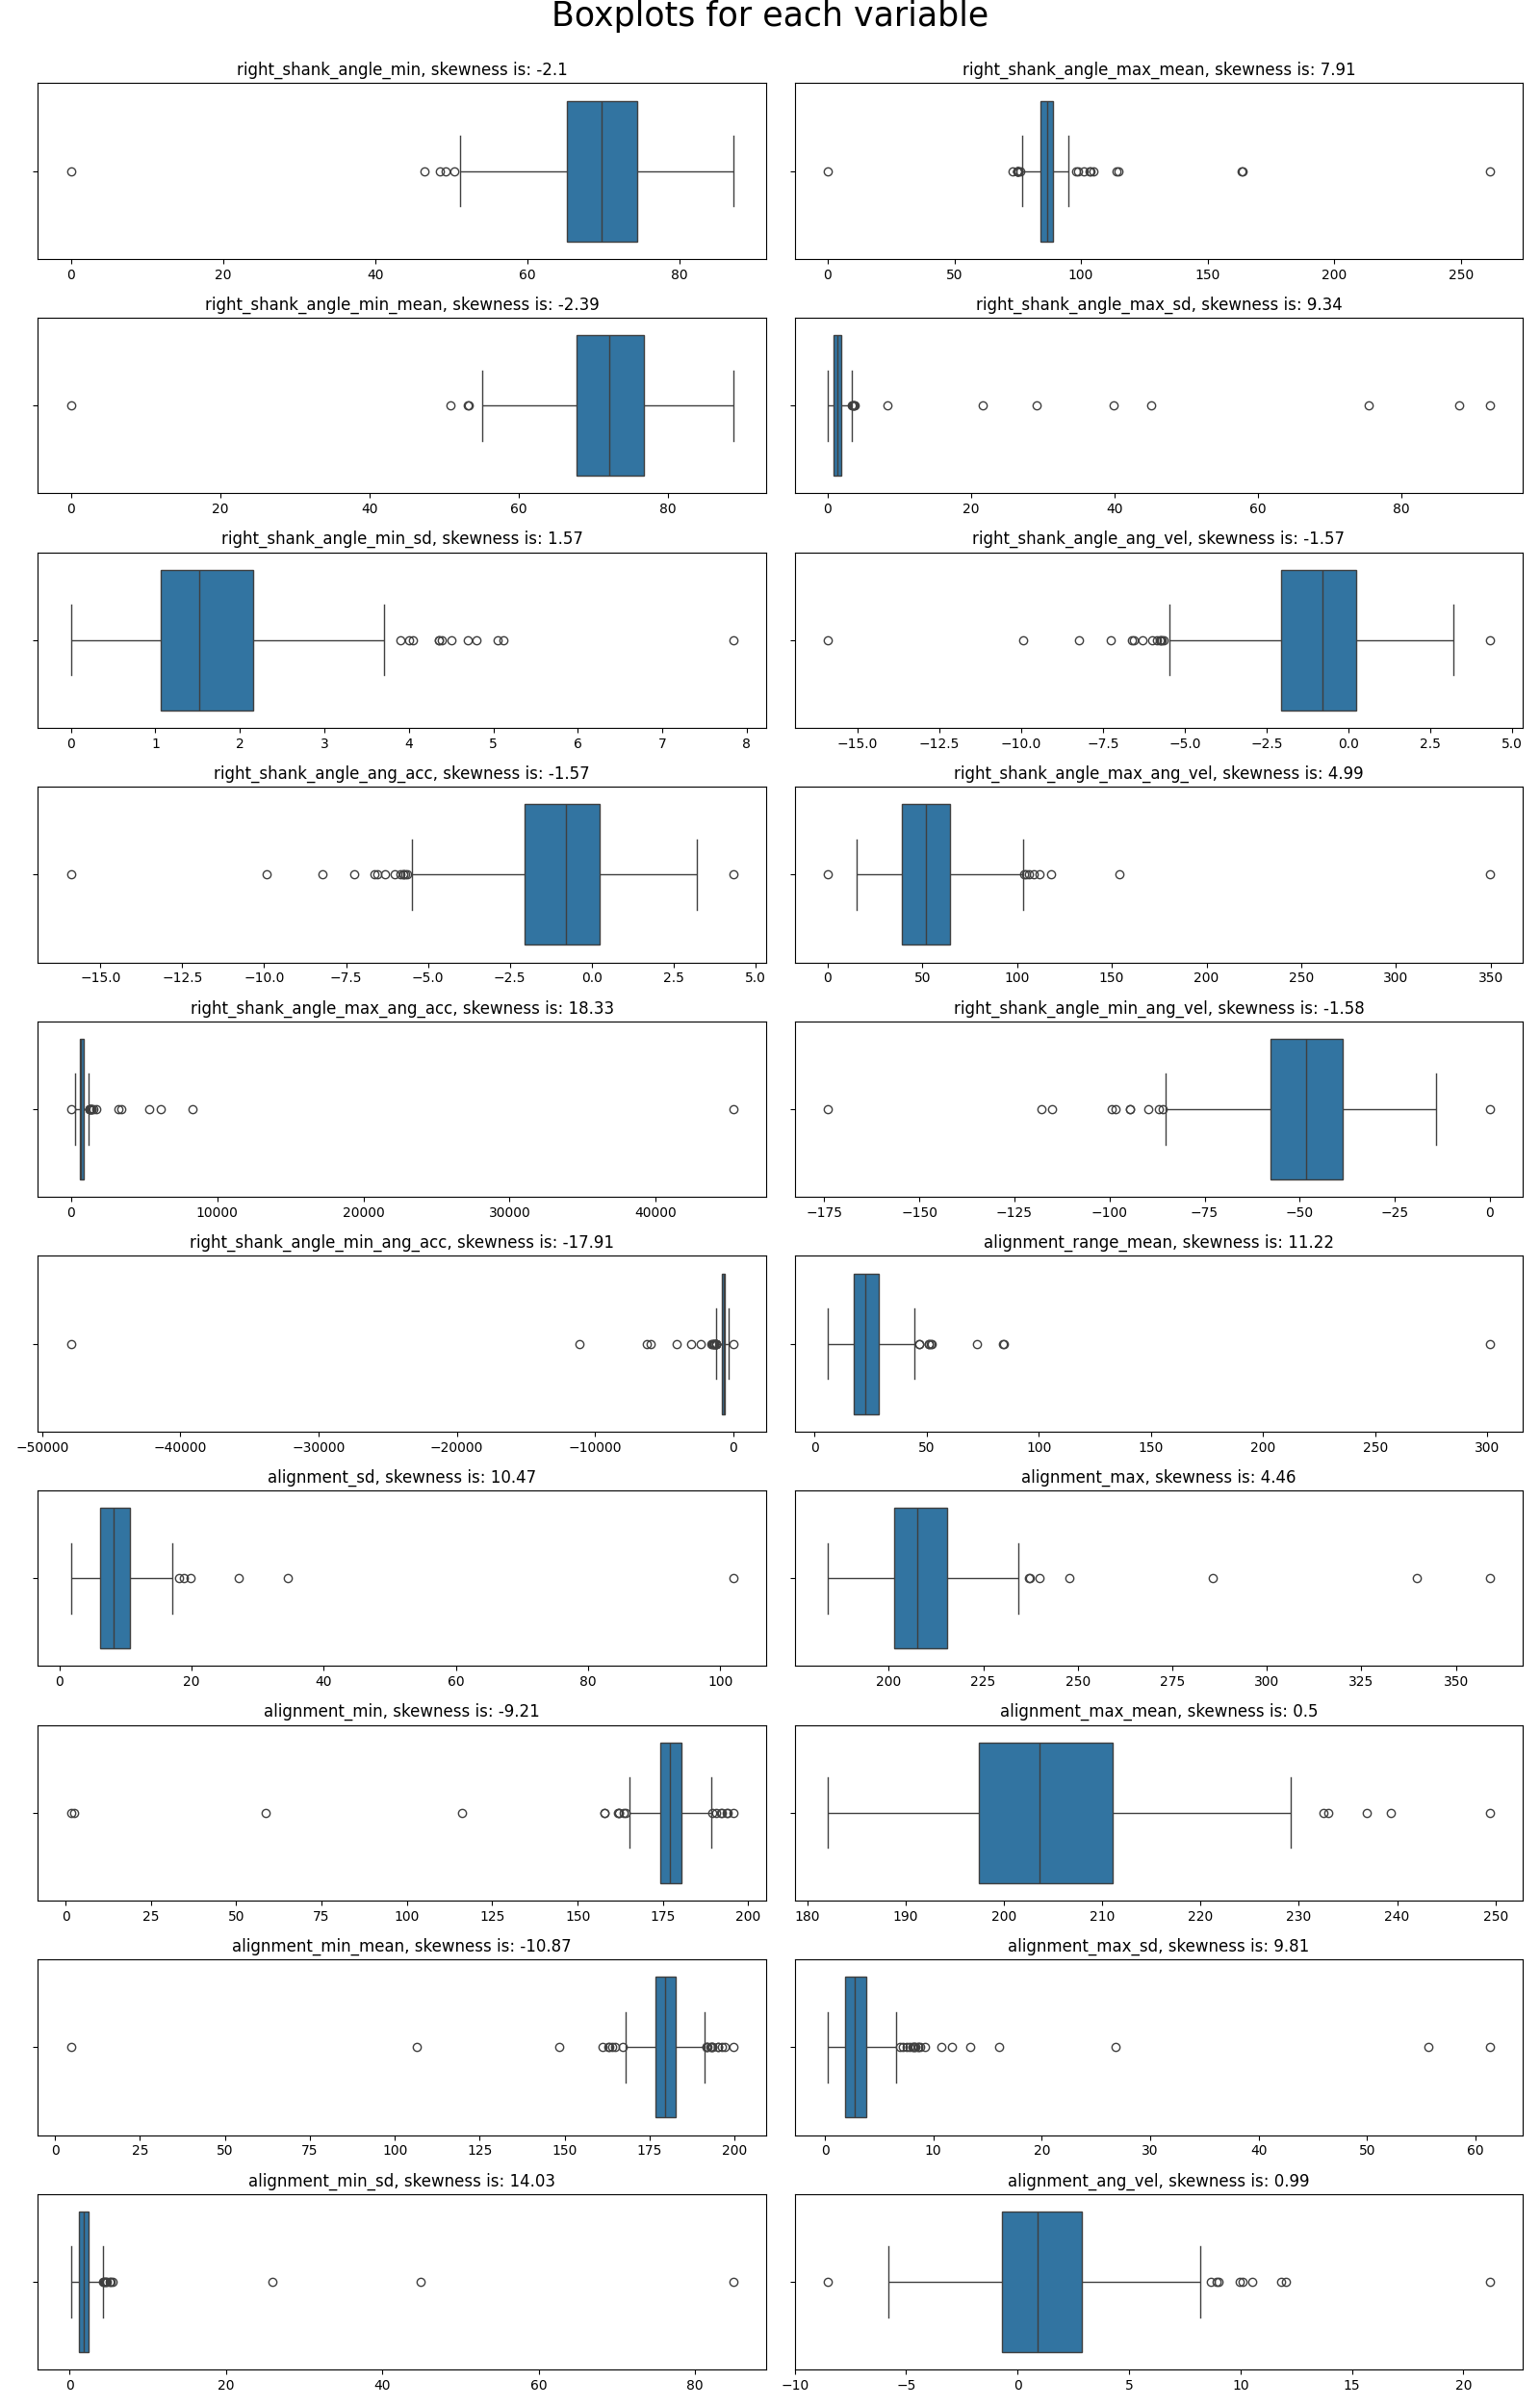 Boxplots for each variable
right_shank_angle_min, skewness is: -2.1
0 20 40 60 80
right_shank_angle_max_mean, skewness is: 7.91
0 50 100 150 200 250
right_shank_angle_min_mean, skewness is: -2.39
0 20 40 60 80
right_shank_angle_max_sd, skewness is: 9.34
0 20 40 60 80
right_shank_angle_min_sd, skewness is: 1.57
0 1 2 3 4 5 6 7 8
right_shank_angle_ang_vel, skewness is: -1.57
−15.0 −12.5 −10.0 −7.5 −5.0 −2.5 0.0 2.5 5.0
right_shank_angle_ang_acc, skewness is: -1.57
−15.0 −12.5 −10.0 −7.5 −5.0 −2.5 0.0 2.5 5.0
right_shank_angle_max_ang_vel, skewness is: 4.99
0 50 100 150 200 250 300 350
right_shank_angle_max_ang_acc, skewness is: 18.33
0 10000 20000 30000 40000
right_shank_angle_min_ang_vel, skewness is: -1.58
−175 −150 −125 −100 −75 −50 −25 0
right_shank_angle_min_ang_acc, skewness is: -17.91
−50000 −40000 −30000 −20000 −10000 0
alignment_range_mean, skewness is: 11.22
0 50 100 150 200 250 300
alignment_sd, skewness is: 10.47
0 20 40 60 80 100
alignment_max, skewness is: 4.46
200 225 250 275 300 325 350
alignment_min, skewness is: -9.21
0 25 50 75 100 125 150 175 200
alignment_max_mean, skewness is: 0.5
180 190 200 210 220 230 240 250
alignment_min_mean, skewness is: -10.87
0 25 50 75 100 125 150 175 200
alignment_max_sd, skewness is: 9.81
0 10 20 30 40 50 60
alignment_min_sd, skewness is: 14.03
0 20 40 60 80
alignment_ang_vel, skewness is: 0.99
−10 −5 0 5 10 15 20